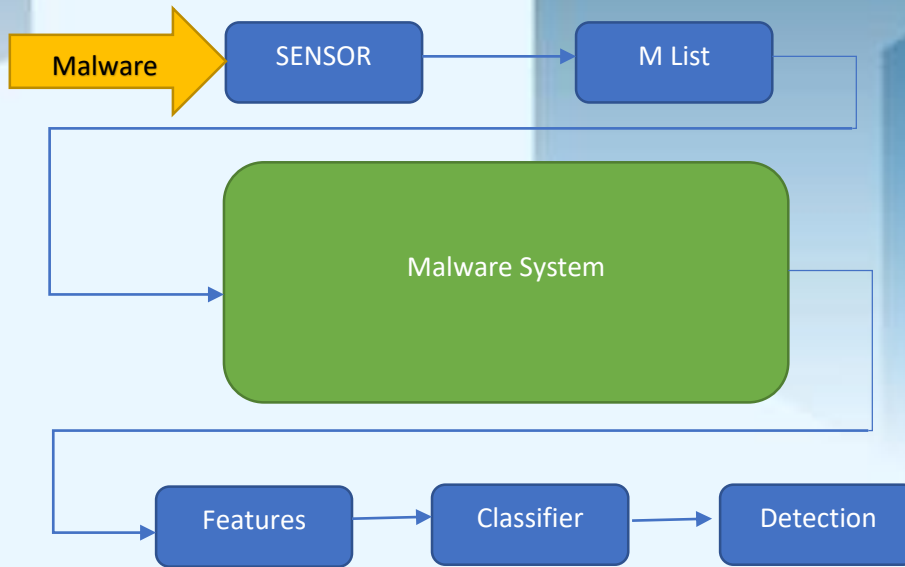 Malware
SENSOR
M List
Malware System
Features
Classifier
Detection